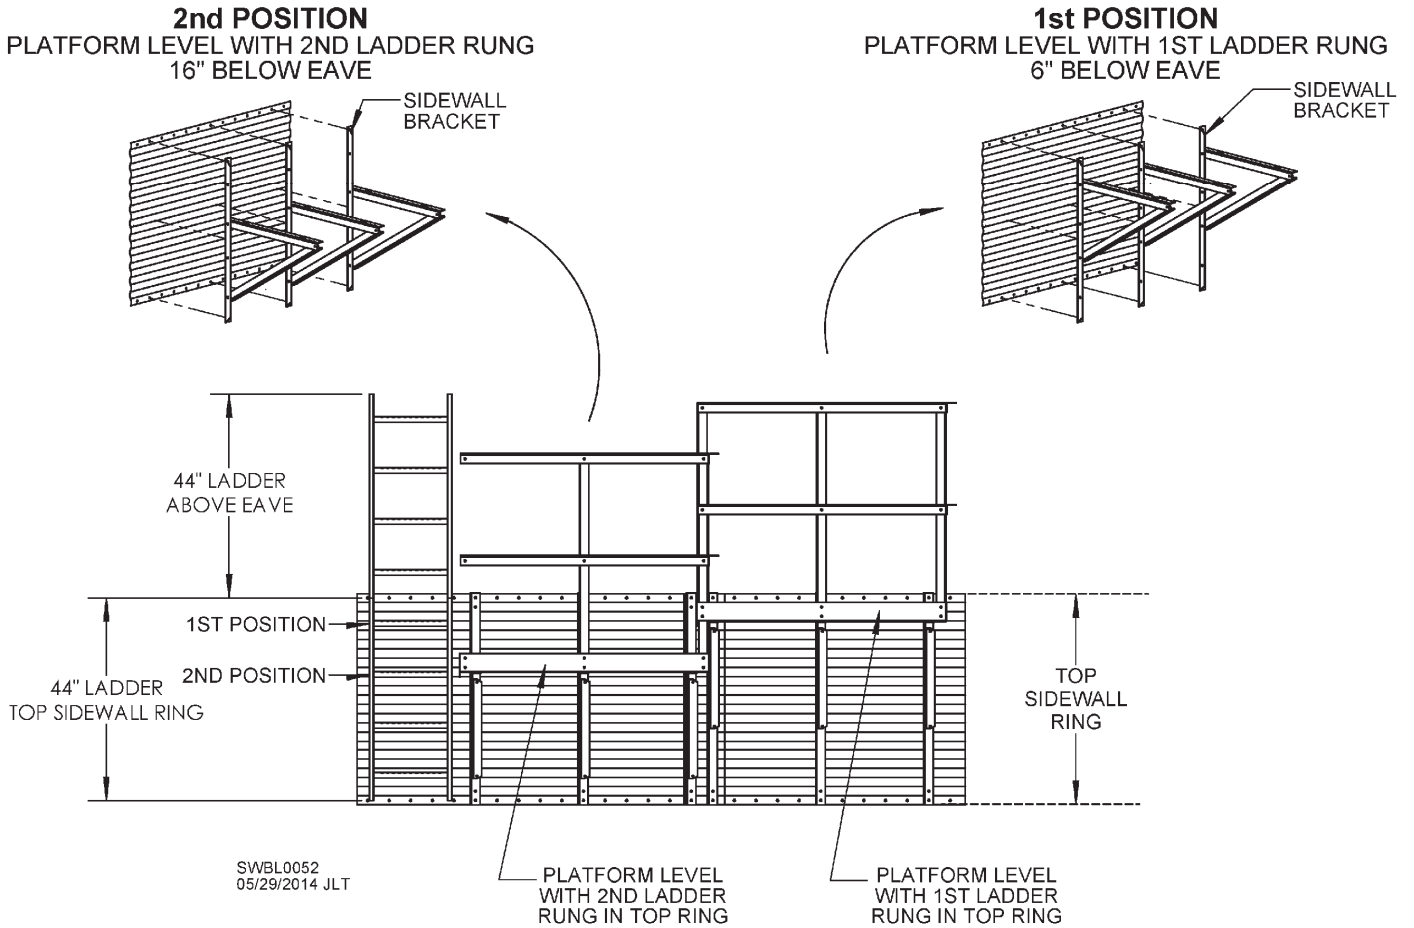 2nd POSITION
PLATFORM LEVEL WITH 2ND LADDER RUNG
16" BELOW EAVE
SIDEWALL
BRACKET
1st POSITION
PLATFORM LEVEL WITH 1ST LADDER RUNG
6" BELOW EAVE
SIDEWALL
BRACKET
44" LADDER
ABOVE EAVE
1ST POSITION
2ND POSITION
44" LADDER
TOP SIDEWALL RING
TOP
SIDEWALL
RING
SWBL0052
05/29/2014 JLT
PLATFORM LEVEL
WITH 2ND LADDER
RUNG IN TOP RING
PLATFORM LEVEL
WITH 1ST LADDER
RUNG IN TOP RING